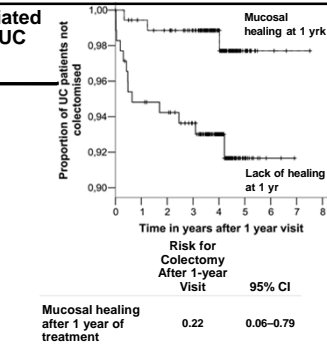 iated
UC
1,00
0,98
0,96
0,94
0,92
0,90
Proportion of UC patients not
colectomised
Mucosal
healing at 1 yrk
Lack of healing
at 1 yr
0 1 2 3 4 5 6 7 8
Time in years after 1 year visit
Risk for
Colectomy
After 1-year
Visit 95% CI
Mucosal healing
after 1 year of
treatment 0.22 0.06–0.79